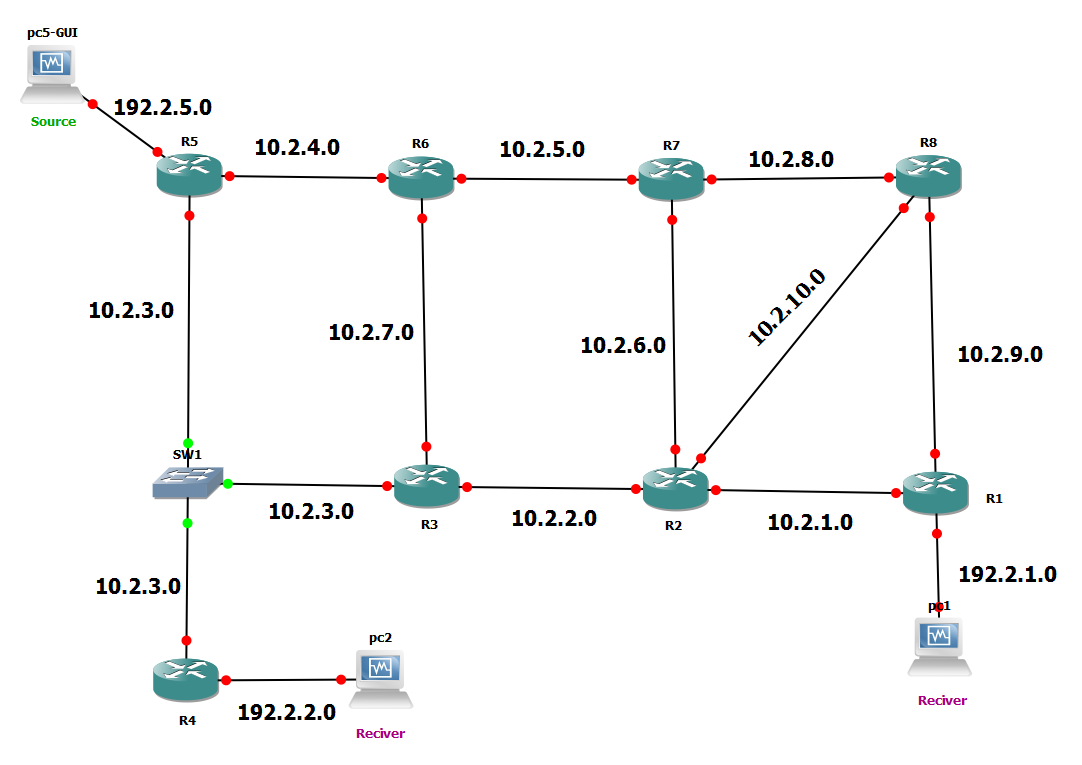 pc5-GUI
192.2.5.0
Source
R5
10.2.4.0
R6
10.2.5.0
R7
10.2.8.0
R8
10.2.3.0
10.2.7.0
10.2.6.0
10.2.10.0
10.2.9.0
SW1
10.2.3.0
R3
10.2.2.0
R2
10.2.1.0
R1
10.2.3.0
192.2.1.0
pc1
pc2
R4
192.2.2.0
Reciver
Reciver